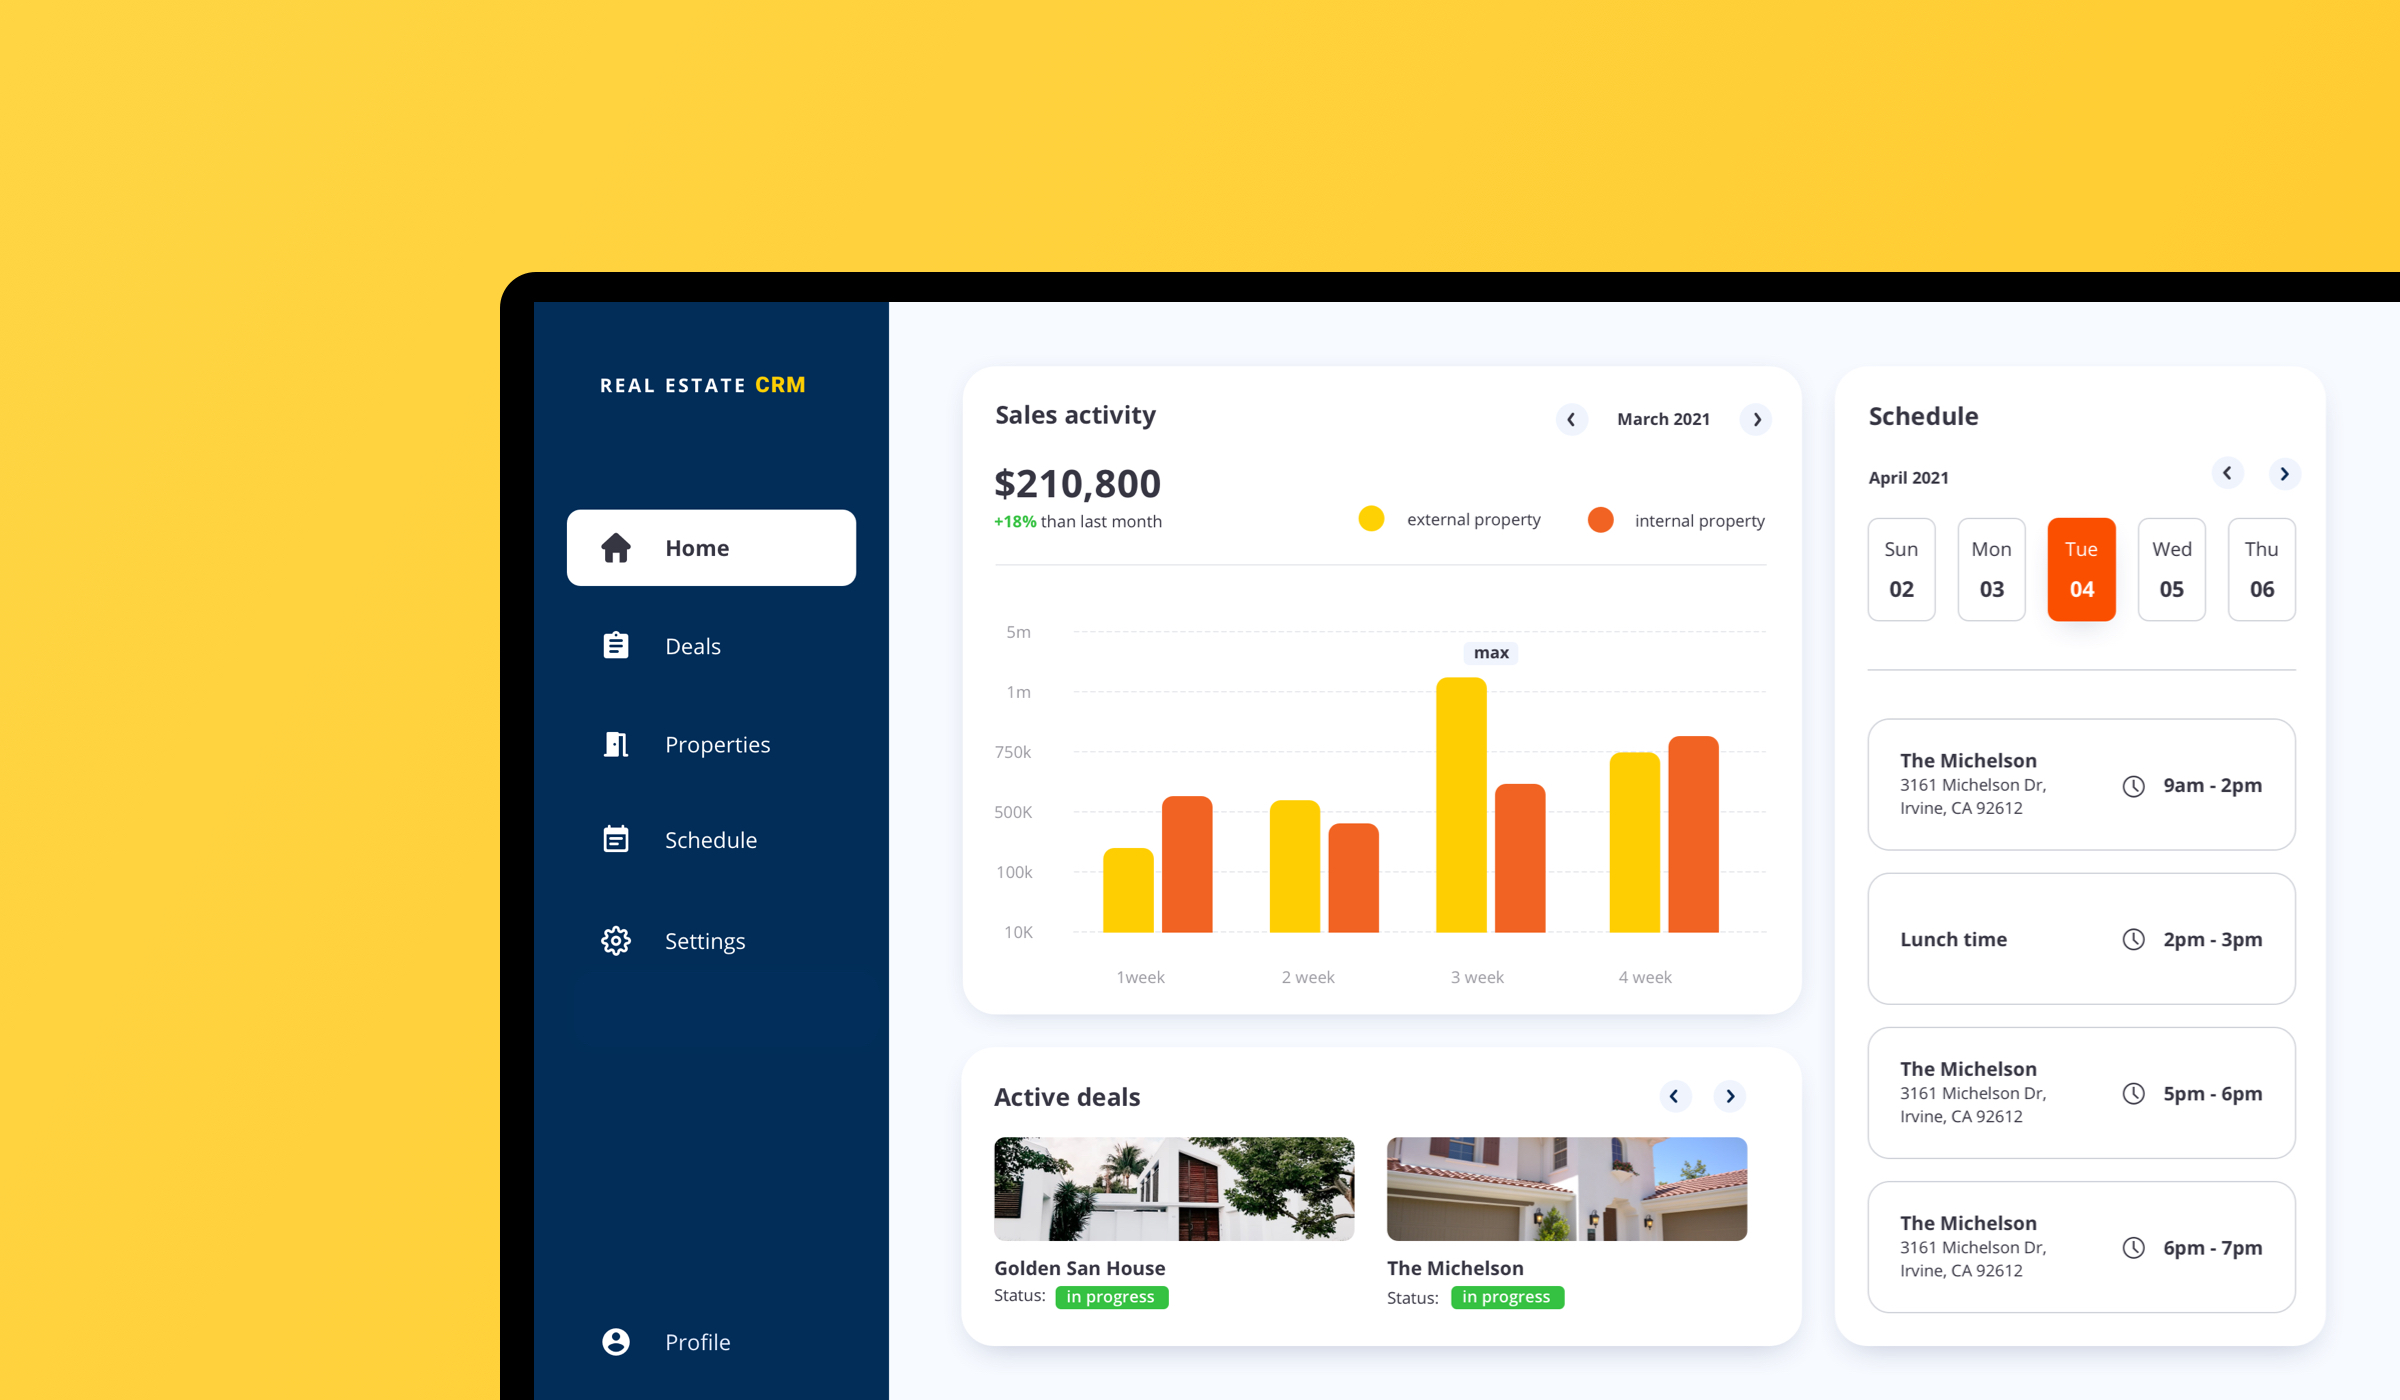 REAL ESTATE CRM
Home
Deals
Properties
Schedule
Settings
Profile
Sales activity
March 2021
$210,800
+18% than last month
external property
internal property
5m
max
1m
750k
500K
100k
10K
1week
2 week
3 week
4 week
Active deals
Golden San House
Status: in progress
The Michelson
Status: in progress
Schedule
April 2021
Sun Mon Tue Wed Thu
02 03 04 05 06
The Michelson
3161 Michelson Dr,
Irvine, CA 92612
9am - 2pm
Lunch time
2pm - 3pm
The Michelson
3161 Michelson Dr,
Irvine, CA 92612
5pm - 6pm
The Michelson
3161 Michelson Dr,
Irvine, CA 92612
6pm - 7pm